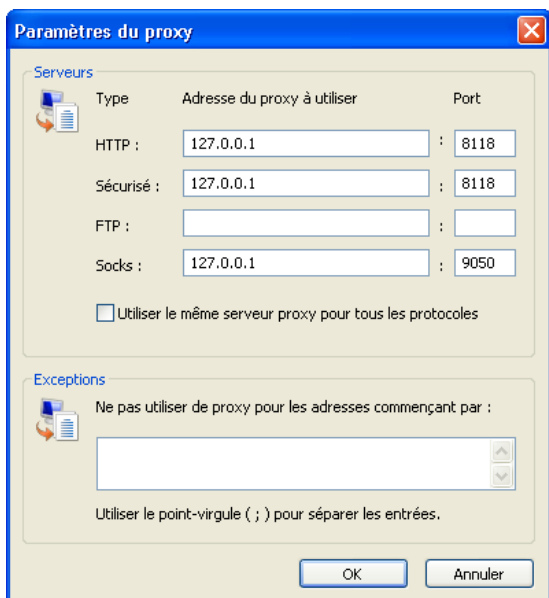 Paramètres du proxy
Serveurs
Type Adresse du proxy à utiliser Port
HTTP : 127.0.0.1 : 8118
Sécurisé : 127.0.0.1 : 8118
FTP : :
Socks : 127.0.0.1 : 9050
Utiliser le même serveur proxy pour tous les protocoles
Exceptions
Ne pas utiliser de proxy pour les adresses commençant par :
Utiliser le point-virgule ( ; ) pour séparer les entrées.
OK Annuler